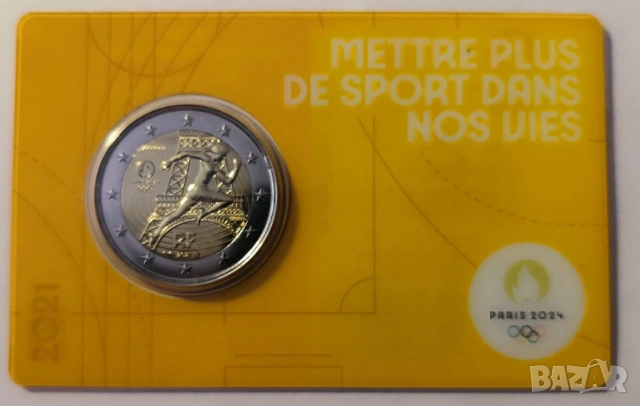 METTRE PLUS
DE SPORT DANS
NOS VIES
RF
2021
PARIS 2024
BAZAR